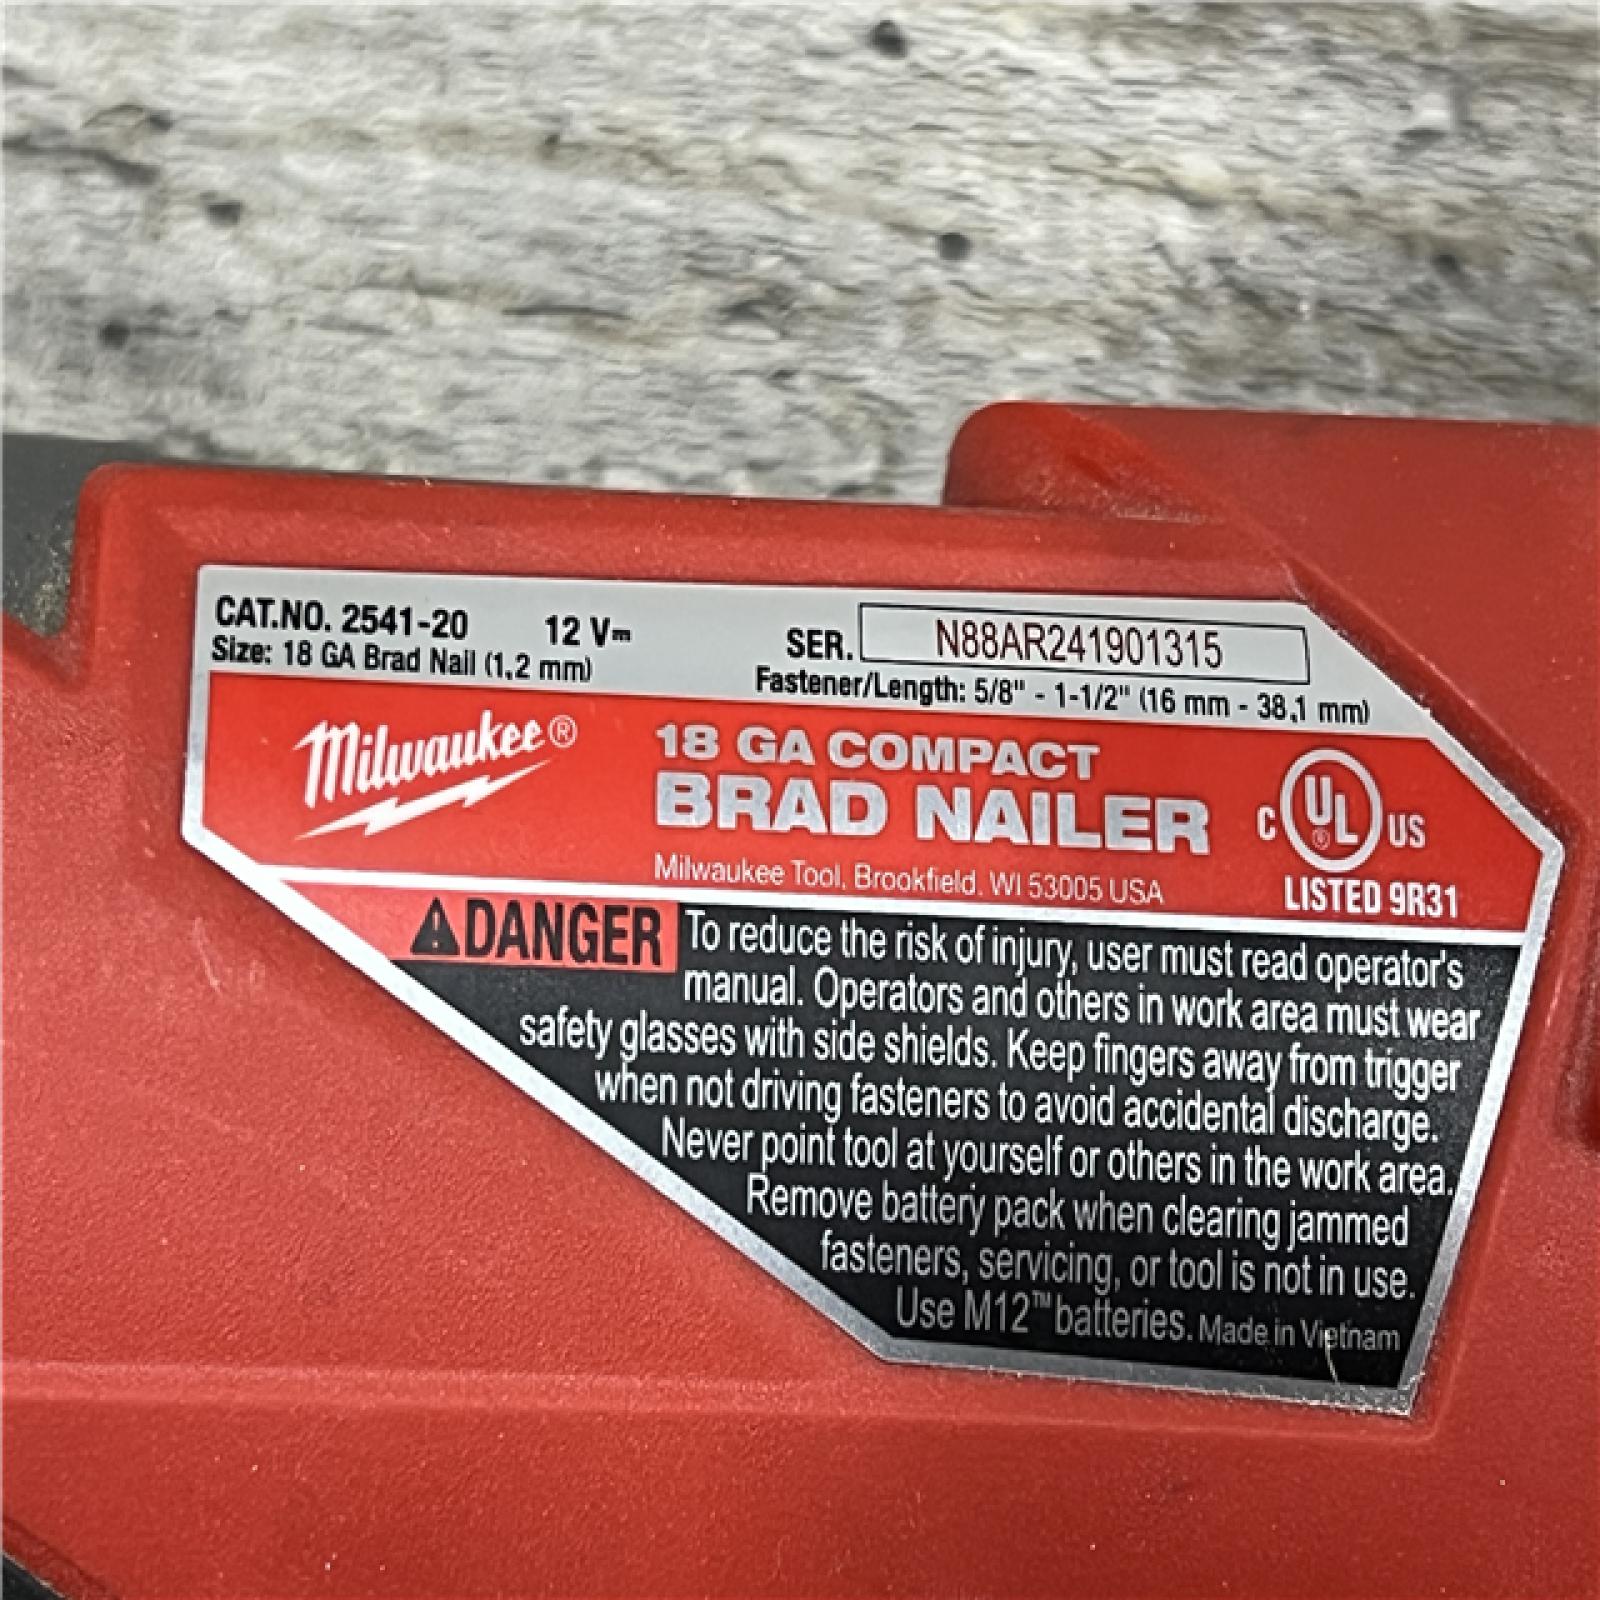 CAT.NO. 2541-20 12 V⎓ SER. N88AR241901315
Size: 18 GA Brad Nail (1,2 mm) Fastener/Length: 5/8" - 1-1/2" (16 mm - 38,1 mm)
Milwaukee®
18 GA COMPACT
BRAD NAILER
Milwaukee Tool, Brookfield, WI 53005 USA
C UL® US
LISTED 9R31
⚠DANGER To reduce the risk of injury, user must read operator's
manual. Operators and others in work area must wear
safety glasses with side shields. Keep fingers away from trigger
when not driving fasteners to avoid accidental discharge.
Never point tool at yourself or others in the work area.
Remove battery pack when clearing jammed
fasteners, servicing, or tool is not in use.
Use M12™ batteries. Made in Vietnam